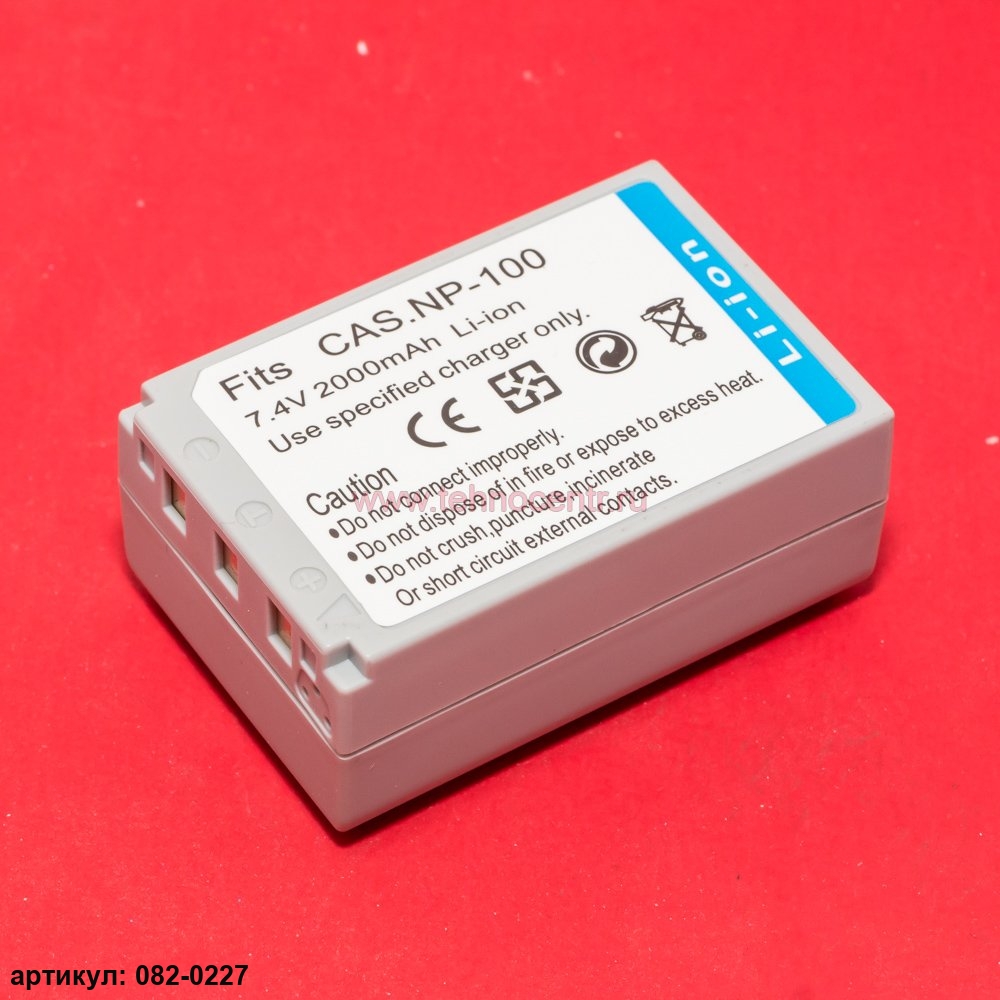 Fits CAS.NP-100
7.4V 2000mAh Li-ion
Use specified charger only.
CE
Li-ion
Caution
•Do not connect improperly.
•Do not dispose of in fire or expose to excess heat.
•Do not crush,puncture incinerate
Or short circuit external contacts.
www.tehnocentr.ru
артикул: 082-0227